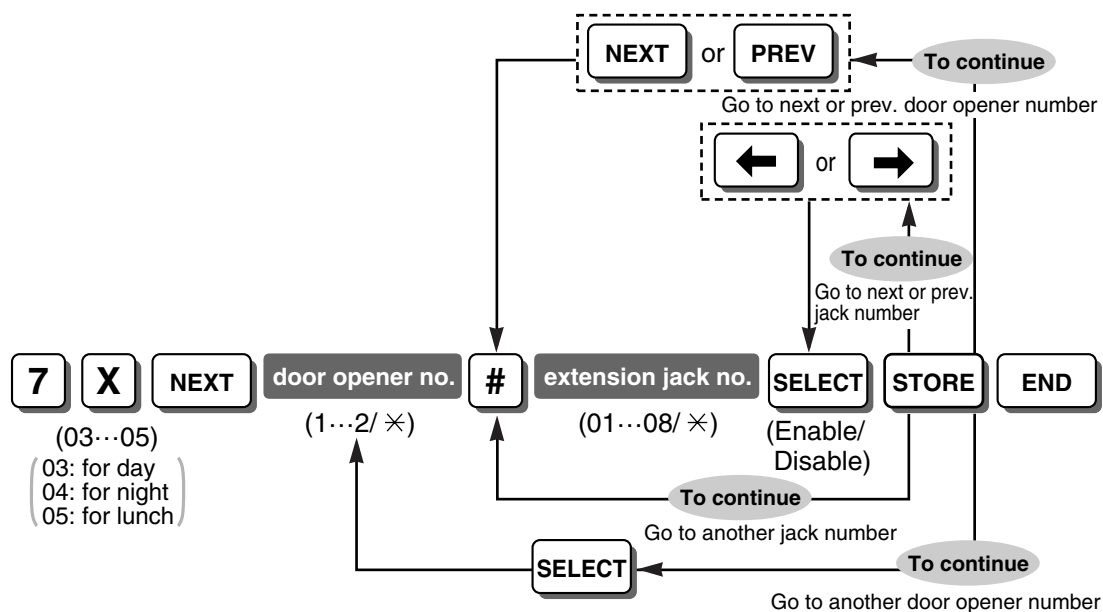 NEXT or PREV
To continue
Go to next or prev. door opener number
or
To continue
Go to next or prev.
jack number
7 X NEXT door opener no. # extension jack no. SELECT STORE END
(03···05)
03: for day
04: for night
05: for lunch
(1···2/ ✳)
(01···08/ ✳)
(Enable/
Disable)
To continue
Go to another jack number
SELECT
To continue
Go to another door opener number